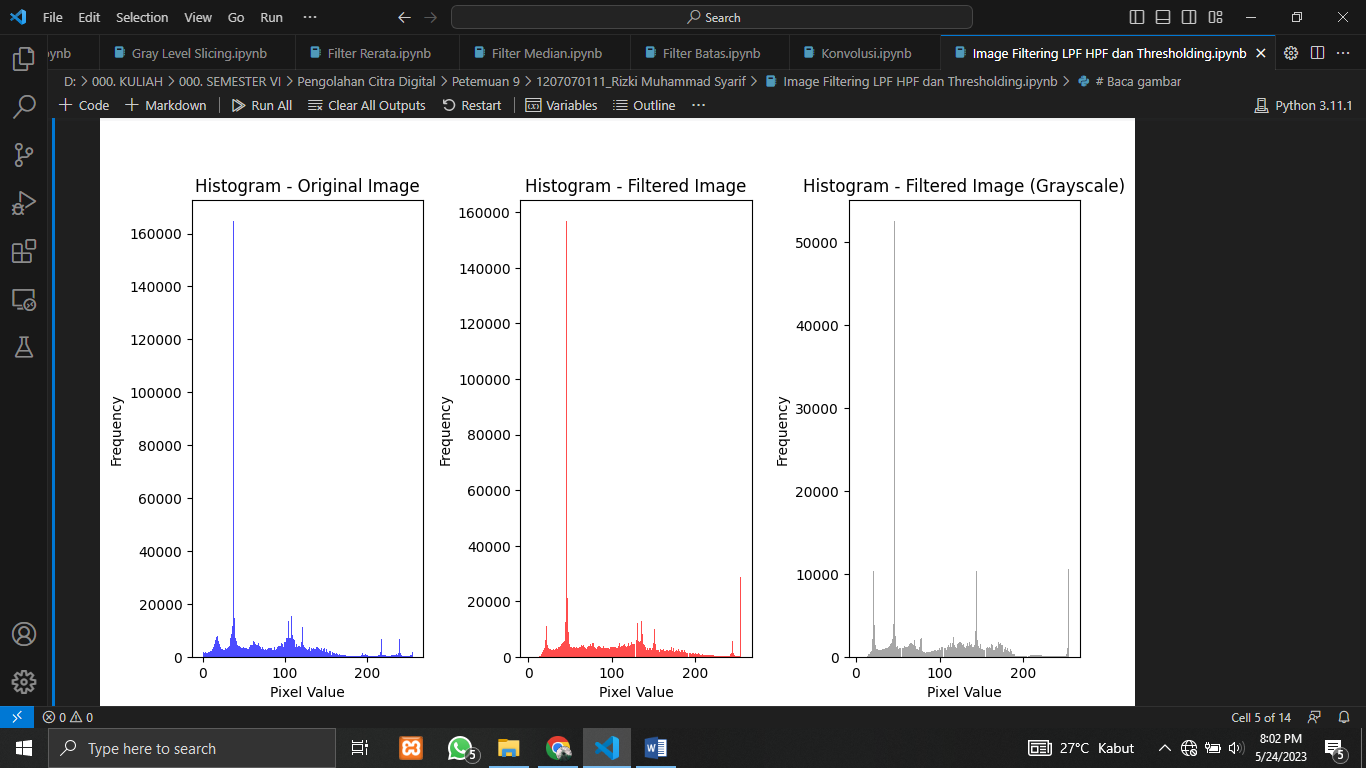 File Edit Selection View Go Run ··· Search
ynb Gray Level Slicing.ipynb Filter Rerata.ipynb Filter Median.ipynb Filter Batas.ipynb Konvolusi.ipynb Image Filtering LPF HPF dan Thresholding.ipynb
D: > 000. KULIAH > 000. SEMESTER VI > Pengolahan Citra Digital > Petemuan 9 > 1207070111_Rizki Muhammad Syarif > Image Filtering LPF HPF dan Thresholding.ipynb > # Baca gambar
+ Code + Markdown Run All Clear All Outputs Restart Variables Outline ··· Python 3.11.1
Histogram - Original Image
160000
140000
120000
100000
80000
60000
40000
20000
0
Frequency
0 100 200
Pixel Value
Histogram - Filtered Image
160000
140000
120000
100000
80000
60000
40000
20000
0
Frequency
0 100 200
Pixel Value
Histogram - Filtered Image (Grayscale)
50000
40000
30000
20000
10000
0
Frequency
0 100 200
Pixel Value
0 0 Cell 5 of 14
Type here to search 5 27°C Kabut 8:02 PM
5/24/2023 5